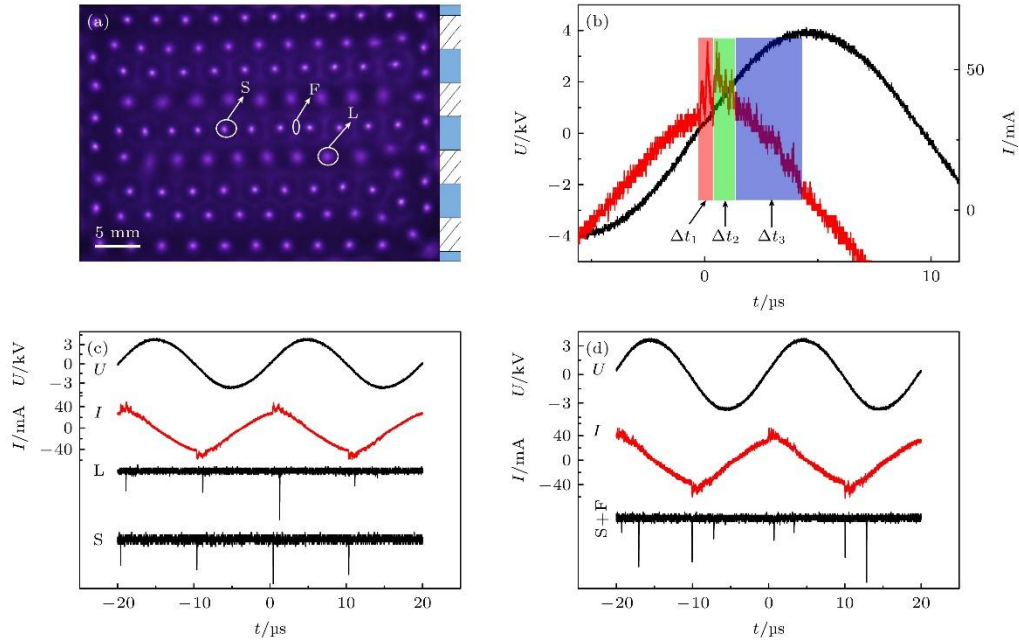 (a)
S
F
L
5 mm
(b)
U/kV
4
2
0
−2
−4
I/mA
50
0
Δt₁
Δt₂
Δt₃
0
5
10
t/μs
(c)
U/kV
3
0
−3
U
I/mA
40
0
−40
I
L
S
−20
−10
0
10
20
t/μs
(d)
U/kV
3
0
−3
U
I/mA
40
0
−40
I
S+F
−20
−10
0
10
20
t/μs